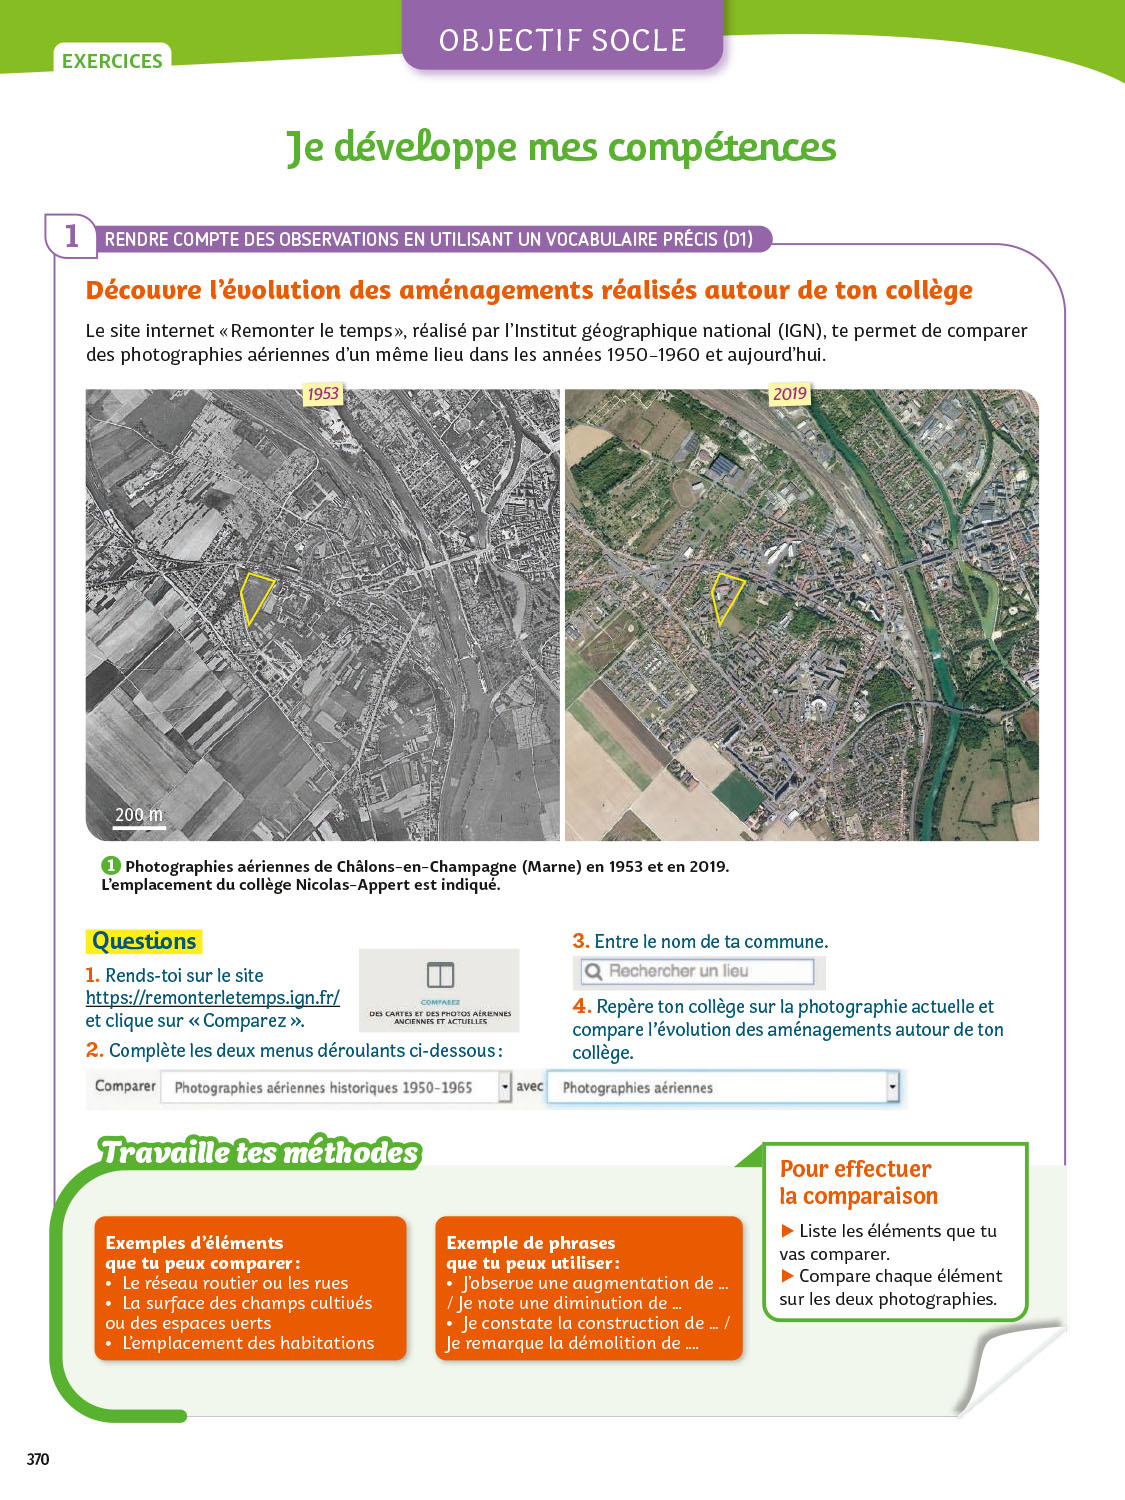 OBJECTIF SOCLE
EXERCICES
Je développe mes compétences
1 RENDRE COMPTE DES OBSERVATIONS EN UTILISANT UN VOCABULAIRE PRÉCIS (D1)
Découvre l'évolution des aménagements réalisés autour de ton collège
Le site internet «Remonter le temps», réalisé par l'Institut géographique national (IGN), te permet de comparer
des photographies aériennes d'un même lieu dans les années 1950-1960 et aujourd'hui.
1953
2019
200 m
1 Photographies aériennes de Châlons-en-Champagne (Marne) en 1953 et en 2019.
L'emplacement du collège Nicolas-Appert est indiqué.
Questions
1. Rends-toi sur le site
https://remonterletemps.ign.fr/
et clique sur « Comparez ».
COMPAREZ
DES CARTES ET DES PHOTOS AÉRIENNES
ANCIENNES ET ACTUELLES
2. Complète les deux menus déroulants ci-dessous :
Comparer Photographies aériennes historiques 1950-1965 avec Photographies aériennes
3. Entre le nom de ta commune.
Rechercher un lieu
4. Repère ton collège sur la photographie actuelle et
compare l'évolution des aménagements autour de ton
collège.
Travaille tes méthodes
Exemples d'éléments
que tu peux comparer :
• Le réseau routier ou les rues
• La surface des champs cultivés
ou des espaces verts
• L'emplacement des habitations
Exemple de phrases
que tu peux utiliser :
• J'observe une augmentation de ...
/ Je note une diminution de ...
• Je constate la construction de ... /
Je remarque la démolition de ....
Pour effectuer
la comparaison
► Liste les éléments que tu
vas comparer.
► Compare chaque élément
sur les deux photographies.
370